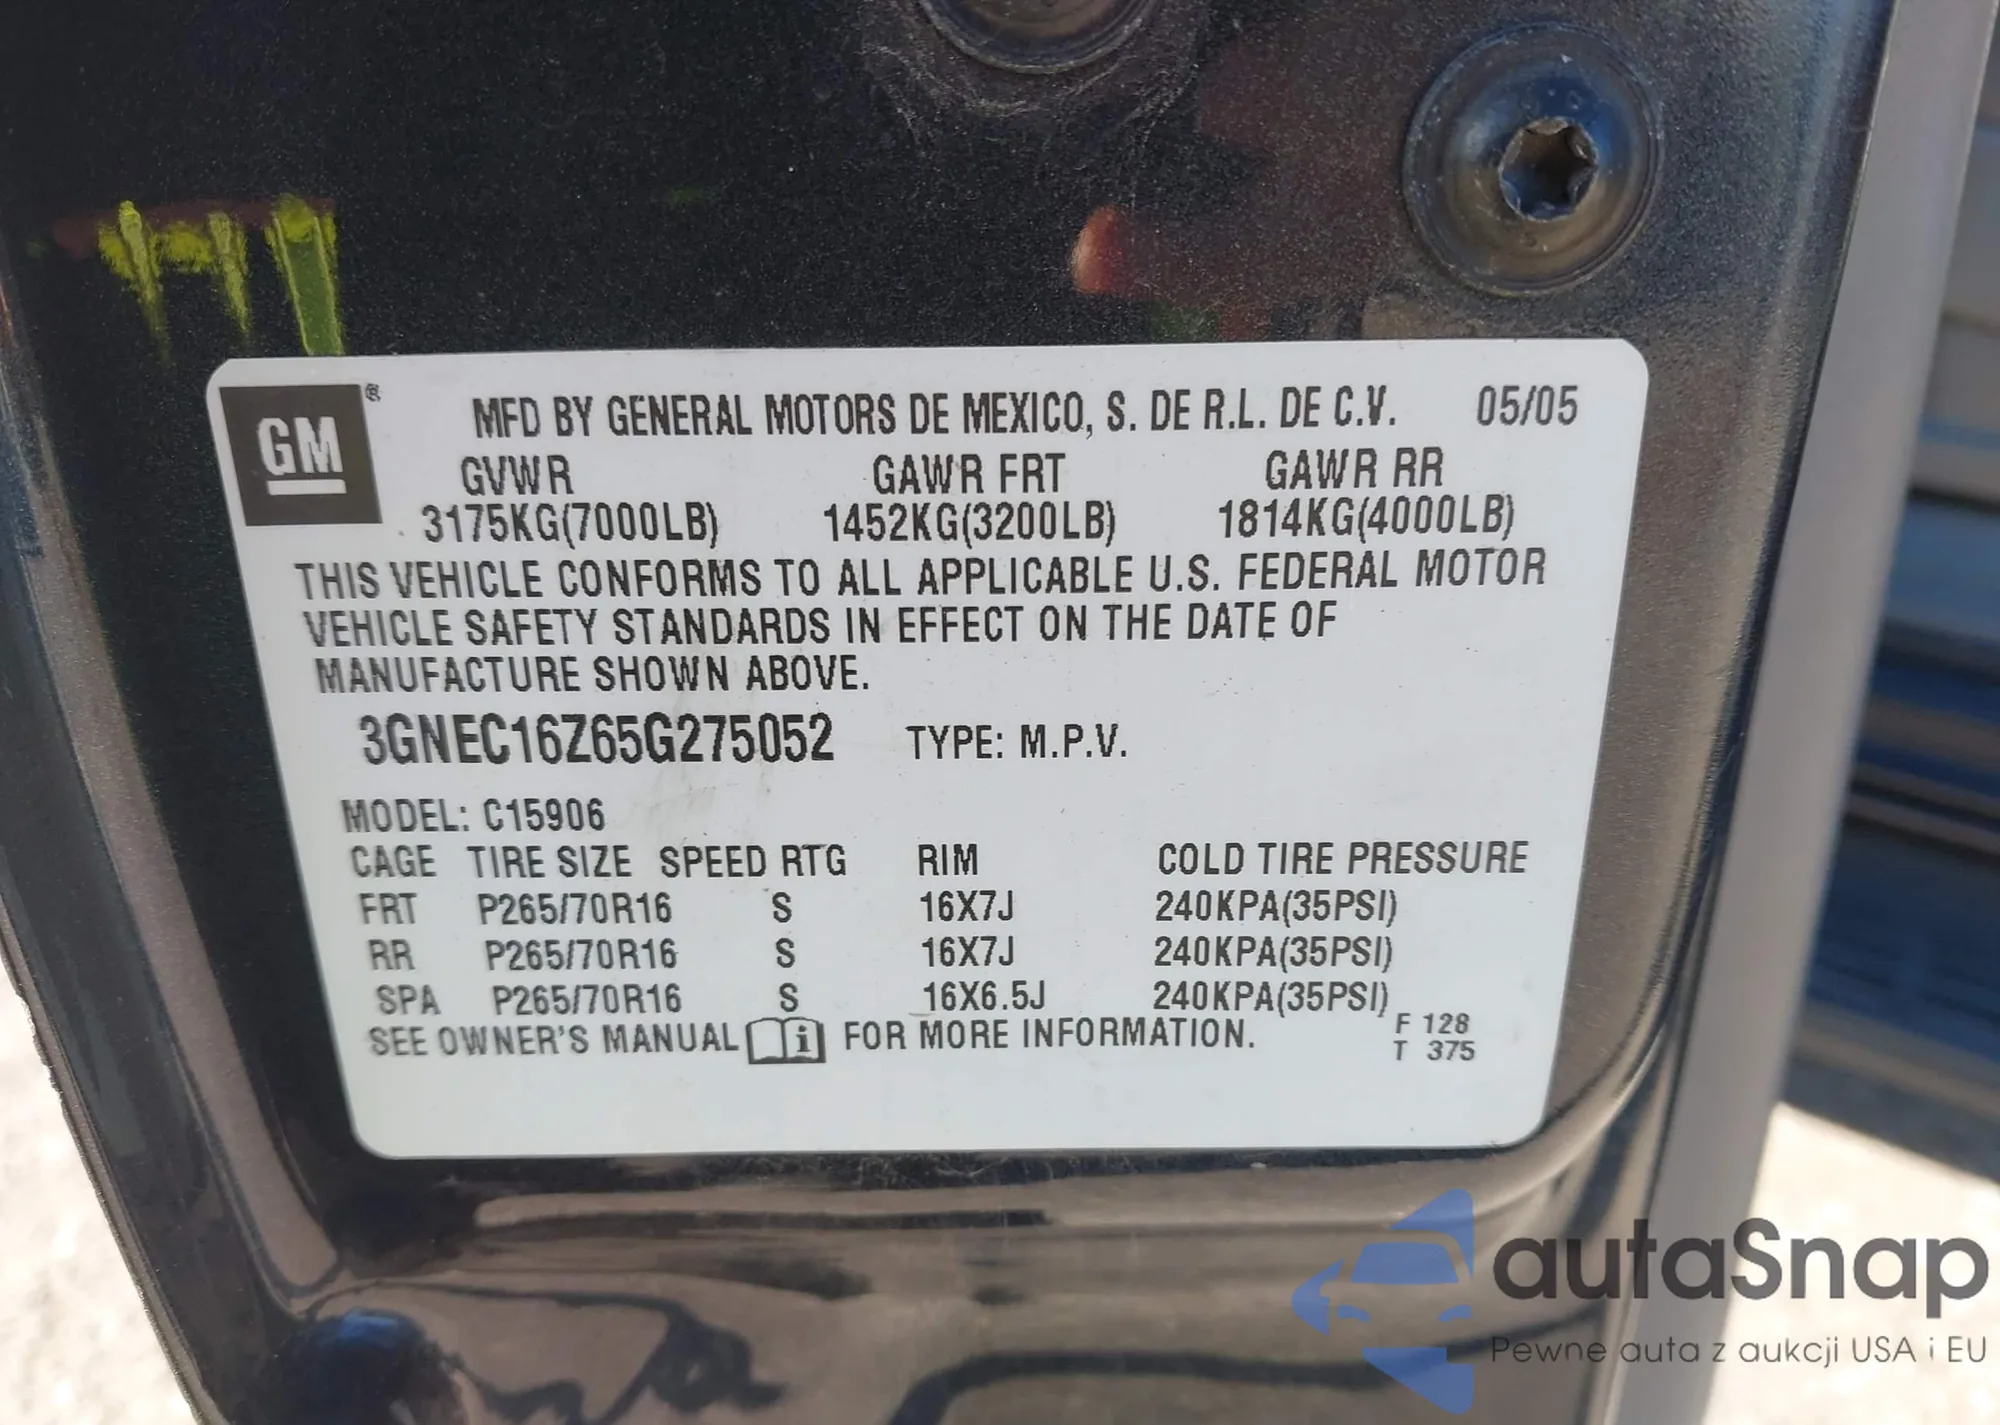 GM ®
MFD BY GENERAL MOTORS DE MEXICO, S. DE R.L. DE C.V. 05/05
GVWR GAWR FRT GAWR RR
3175KG(7000LB) 1452KG(3200LB) 1814KG(4000LB)
THIS VEHICLE CONFORMS TO ALL APPLICABLE U.S. FEDERAL MOTOR
VEHICLE SAFETY STANDARDS IN EFFECT ON THE DATE OF
MANUFACTURE SHOWN ABOVE.
3GNEC16Z65G275052 TYPE: M.P.V.
MODEL: C15906
CAGE TIRE SIZE SPEED RTG RIM COLD TIRE PRESSURE
FRT P265/70R16 S 16X7J 240KPA(35PSI)
RR P265/70R16 S 16X7J 240KPA(35PSI)
SPA P265/70R16 S 16X6.5J 240KPA(35PSI)
SEE OWNER'S MANUAL i FOR MORE INFORMATION.
F 128
T 375
autaSnap
Pewne auta z aukcji USA i EU